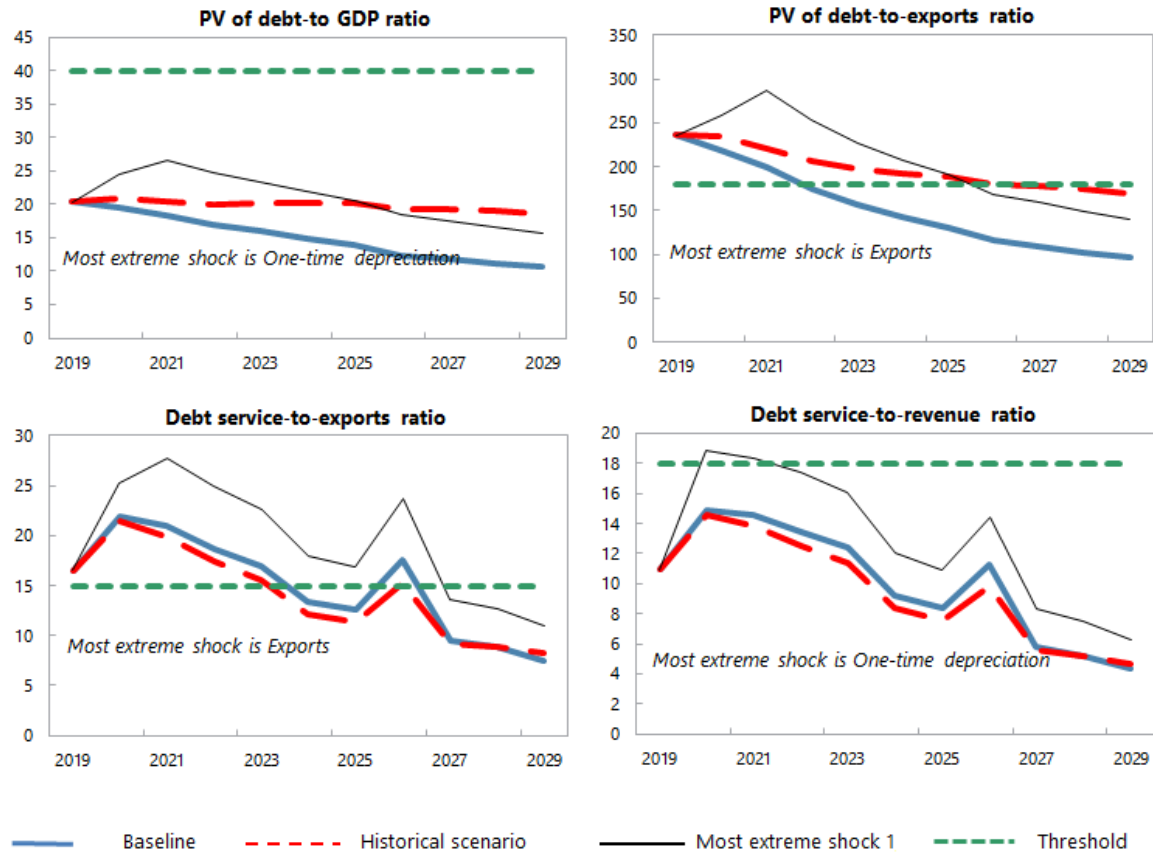 PV of debt-to GDP ratio
45
40
35
30
25
20
15
10
5
0
Most extreme shock is One-time depreciation
2019 2021 2023 2025 2027 2029
PV of debt-to-exports ratio
350
300
250
200
150
100
50
0
Most extreme shock is Exports
2019 2021 2023 2025 2027 2029
Debt service-to-exports ratio
30
25
20
15
10
5
0
Most extreme shock is Exports
2019 2021 2023 2025 2027 2029
Debt service-to-revenue ratio
20
18
16
14
12
10
8
6
4
2
0
Most extreme shock is One-time depreciation
2019 2021 2023 2025 2027 2029
Baseline Historical scenario Most extreme shock 1 Threshold